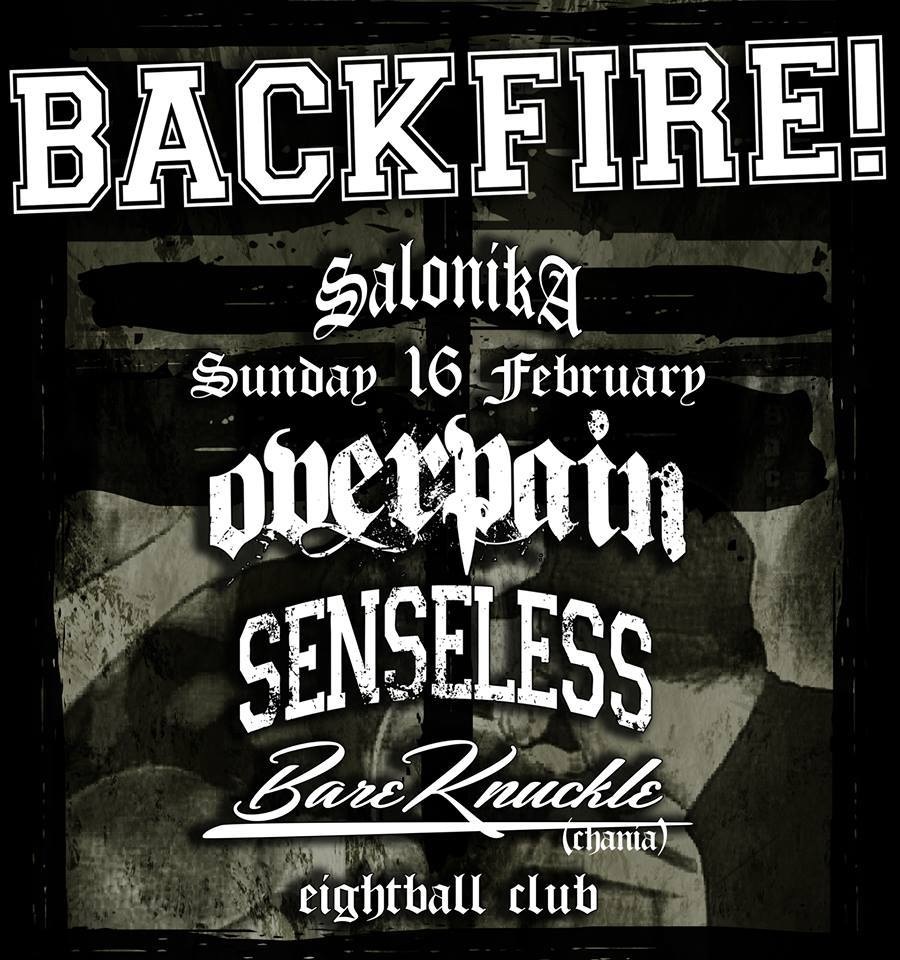 BACKFIRE!
SalonikA
Sunday 16 February
overpain
SENSELESS
BareKnuckle
(chania)
eightball club